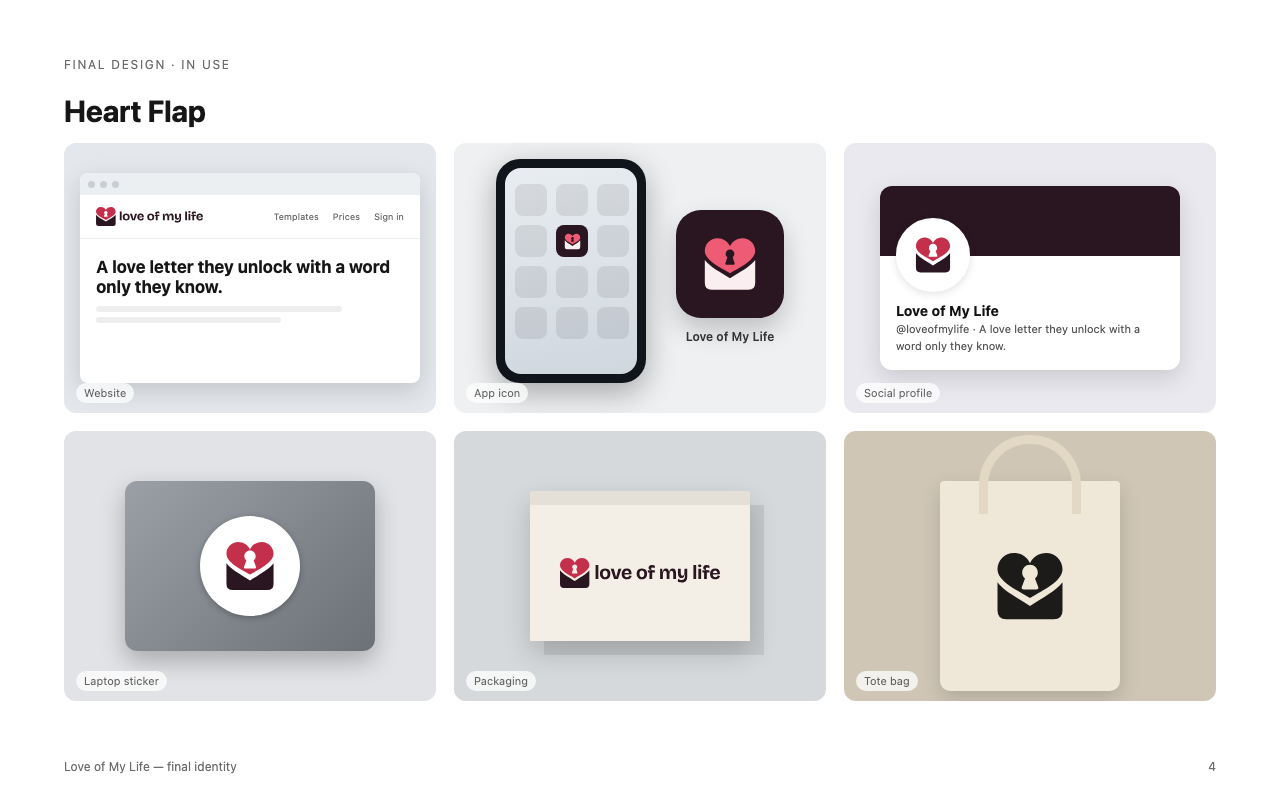 FINAL DESIGN · IN USE
Heart Flap
love of my life
Templates Prices Sign in
A love letter they unlock with a word
only they know.
Website
Love of My Life
App icon
Love of My Life
@loveofmylife · A love letter they unlock with a
word only they know.
Social profile
Laptop sticker
love of my life
Packaging
Tote bag
Love of My Life — final identity
4